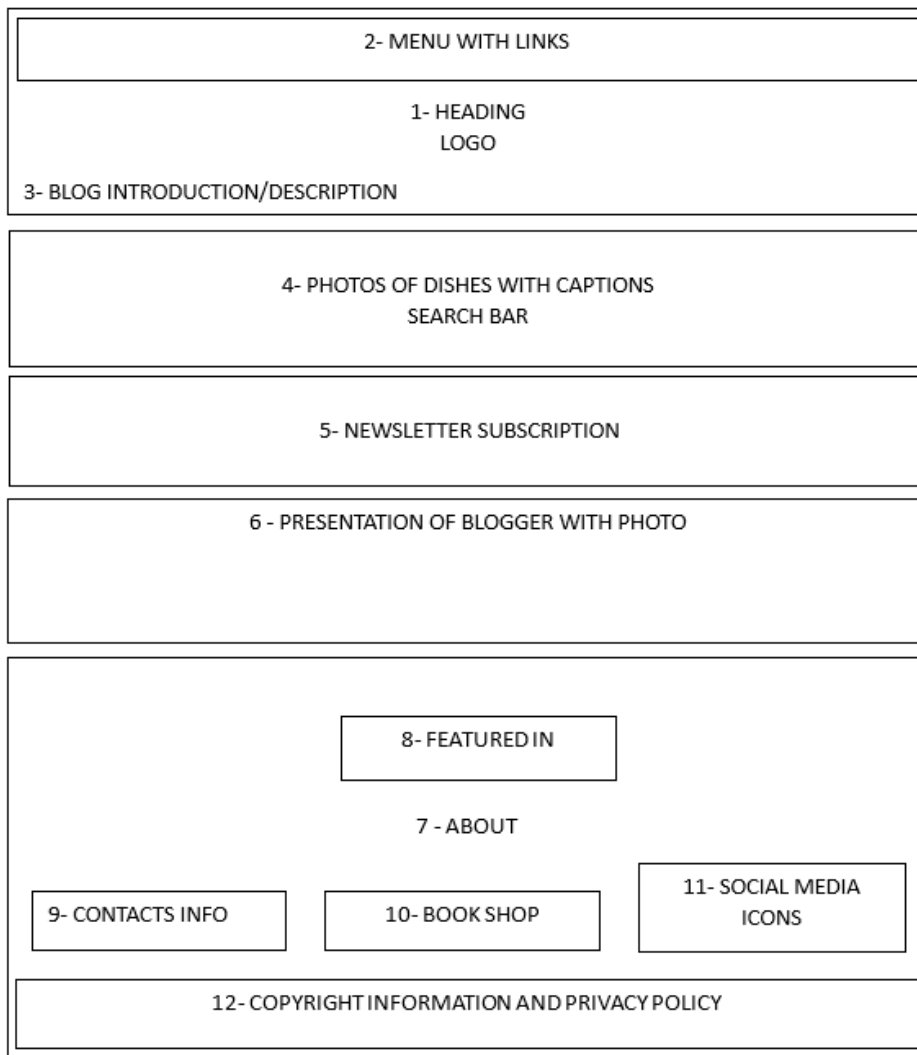 2- MENU WITH LINKS
1- HEADING
LOGO
3- BLOG INTRODUCTION/DESCRIPTION
4- PHOTOS OF DISHES WITH CAPTIONS
SEARCH BAR
5- NEWSLETTER SUBSCRIPTION
6 - PRESENTATION OF BLOGGER WITH PHOTO
8- FEATURED IN
7 - ABOUT
9- CONTACTS INFO
10- BOOK SHOP
11- SOCIAL MEDIA
ICONS
12- COPYRIGHT INFORMATION AND PRIVACY POLICY